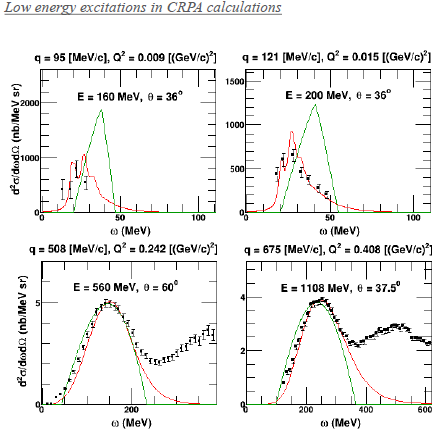 Low energy excitations in CRPA calculations
q = 95 [MeV/c], Q² = 0.009 [(GeV/c)²]
q = 121 [MeV/c], Q² = 0.015 [(GeV/c)²]
E = 160 MeV, θ = 36°
E = 200 MeV, θ = 36°
d²σ/dωdΩ (nb/MeV sr)
2000
1000
0
50
100
ω (MeV)
1500
1000
500
0
0
50
100
ω (MeV)
q = 508 [MeV/c], Q² = 0.242 [(GeV/c)²]
q = 675 [MeV/c], Q² = 0.408 [(GeV/c)²]
E = 560 MeV, θ = 60°
E = 1108 MeV, θ = 37.5°
d²σ/dωdΩ (nb/MeV sr)
5
0
0
200
ω (MeV)
4
2
0
0
200
400
600
ω (MeV)